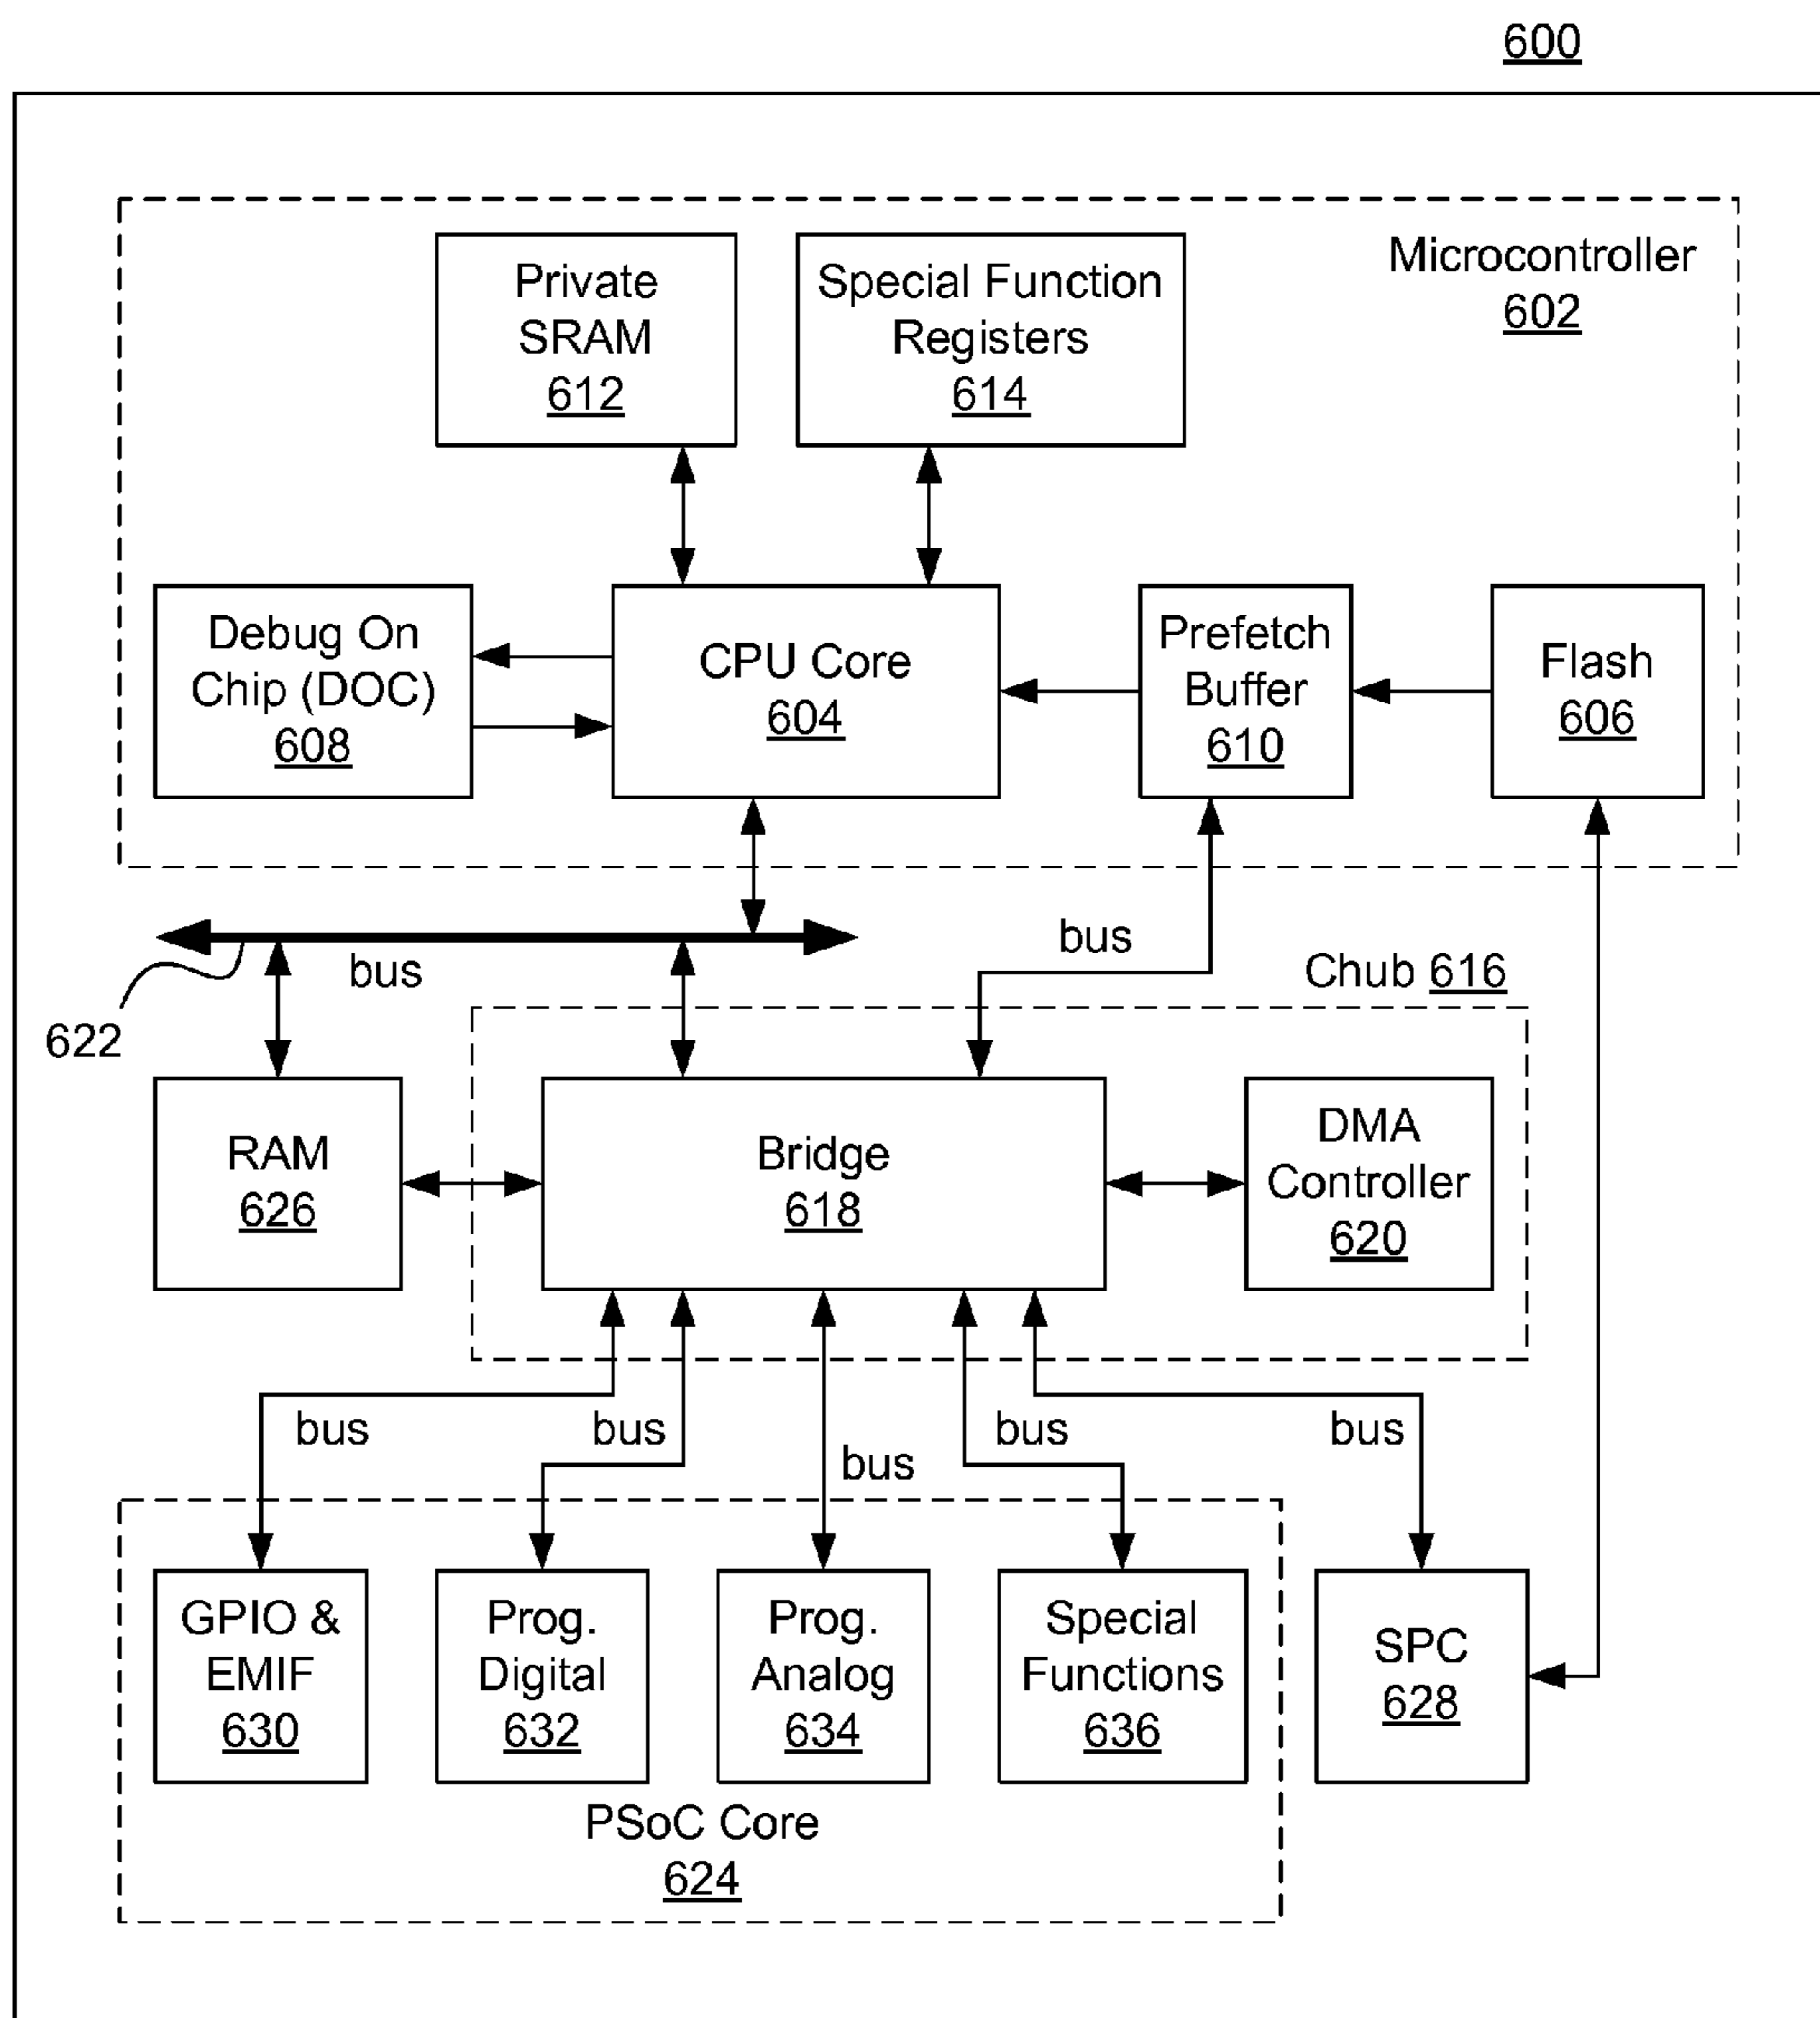 600
Microcontroller
602
Private
SRAM
612
Special Function
Registers
614
Debug On
Chip (DOC)
608
CPU Core
604
Prefetch
Buffer
610
Flash
606
bus
622
bus
Chub 616
RAM
626
Bridge
618
DMA
Controller
620
bus
bus
bus
bus
bus
GPIO &
EMIF
630
Prog.
Digital
632
Prog.
Analog
634
Special
Functions
636
SPC
628
PSoC Core
624